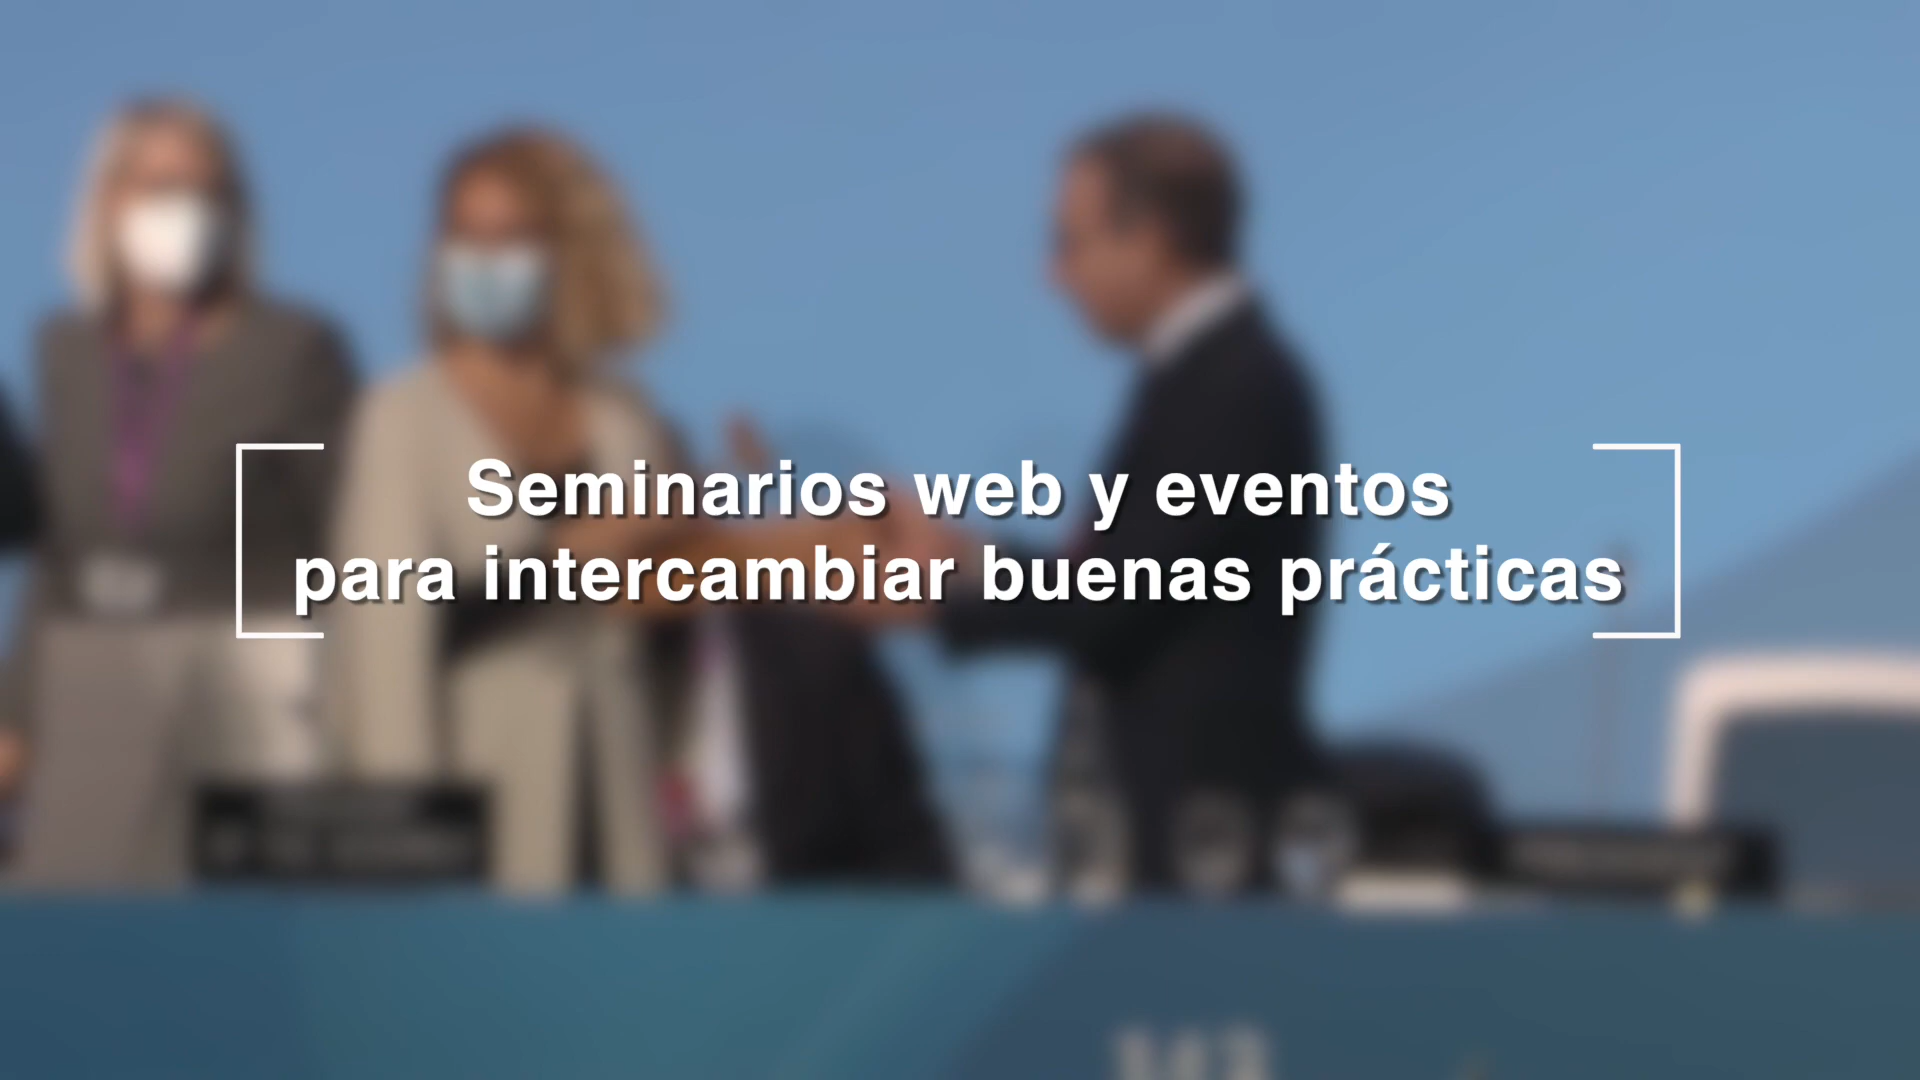 Seminarios web y eventos
para intercambiar buenas prácticas